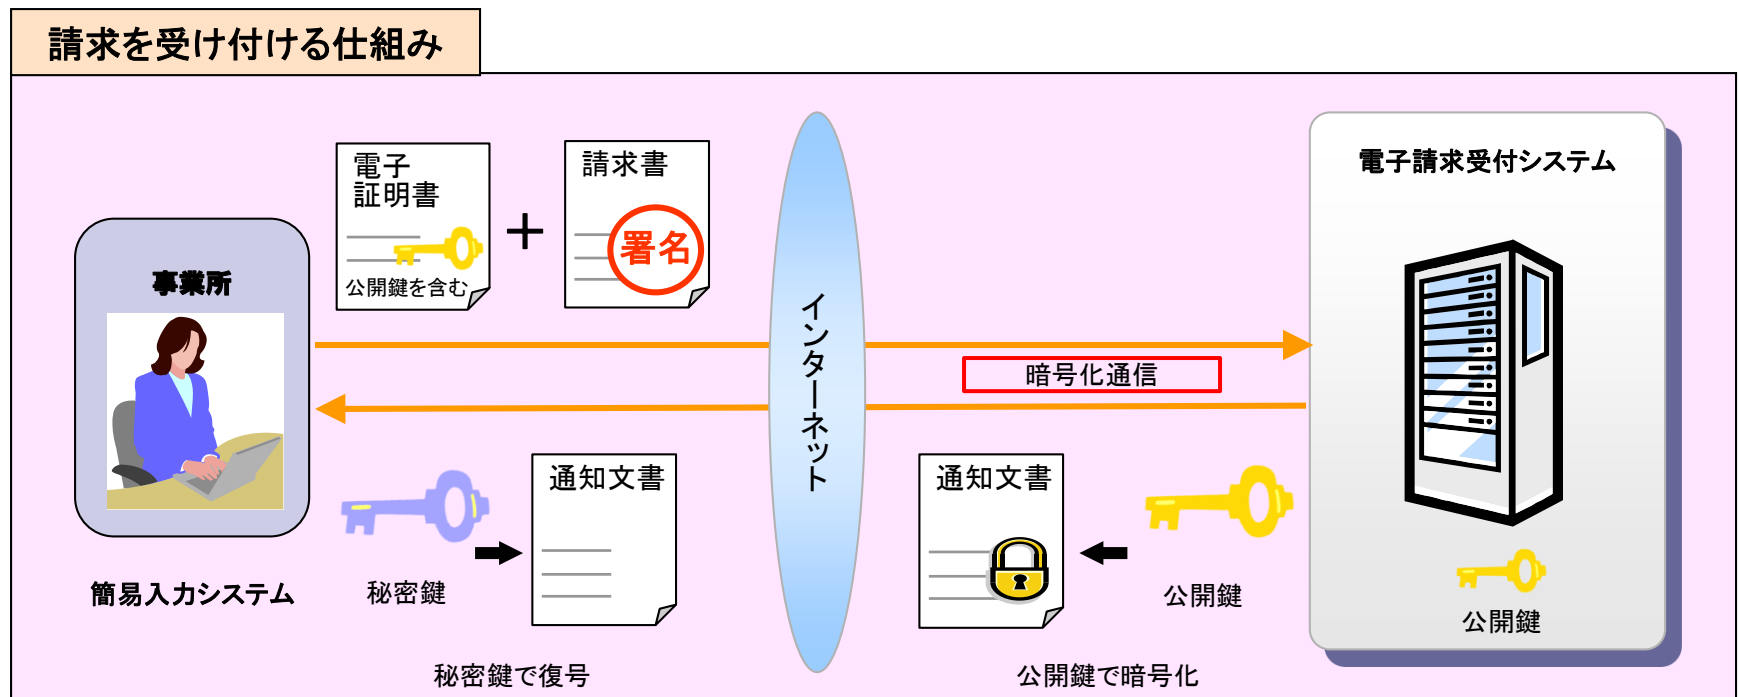 請求を受け付ける仕組み
電子
証明書
公開鍵を含む
＋
請求書
署名
電子請求受付システム
事業所
インターネット
暗号化通信
通知文書
通知文書
簡易入力システム
秘密鍵
公開鍵
公開鍵
秘密鍵で復号
公開鍵で暗号化